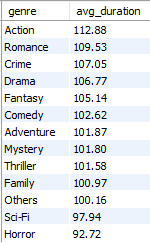 genre avg_duration
Action 112.88
Romance 109.53
Crime 107.05
Drama 106.77
Fantasy 105.14
Comedy 102.62
Adventure 101.87
Mystery 101.80
Thriller 101.58
Family 100.97
Others 100.16
Sci-Fi 97.94
Horror 92.72